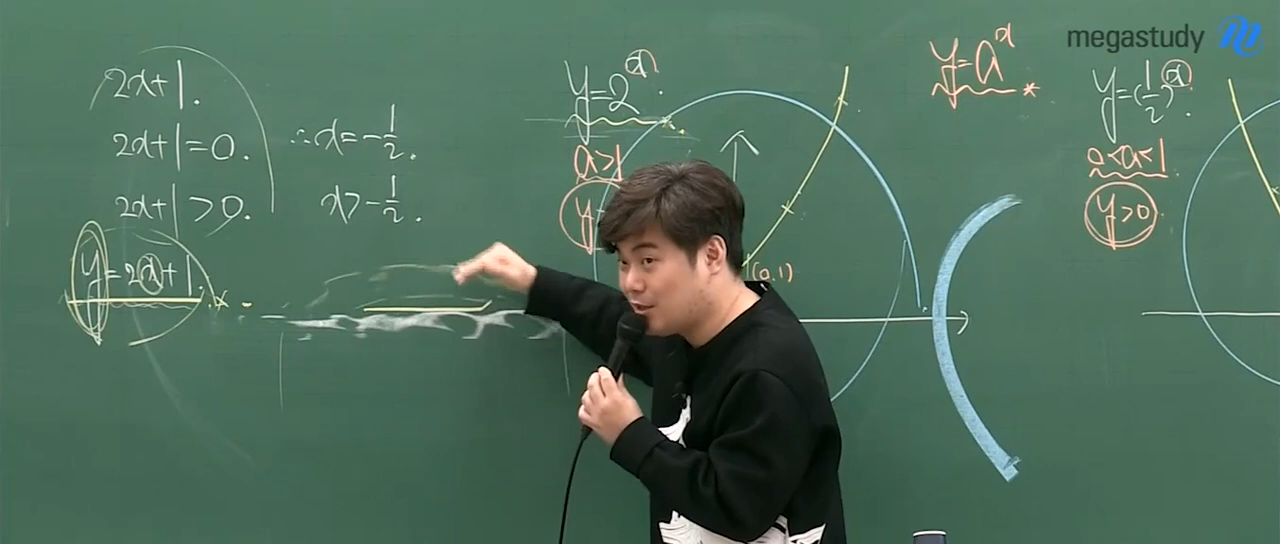 megastudy
2x+1.
2x+1=0. ∴x=-1/2.
2x+1>0. x>-1/2.
y=2x+1.*
y=2^x.
a>1
y
(0,1)
y=a^x *
y=(1/2)^x.
0<a<1
y>0